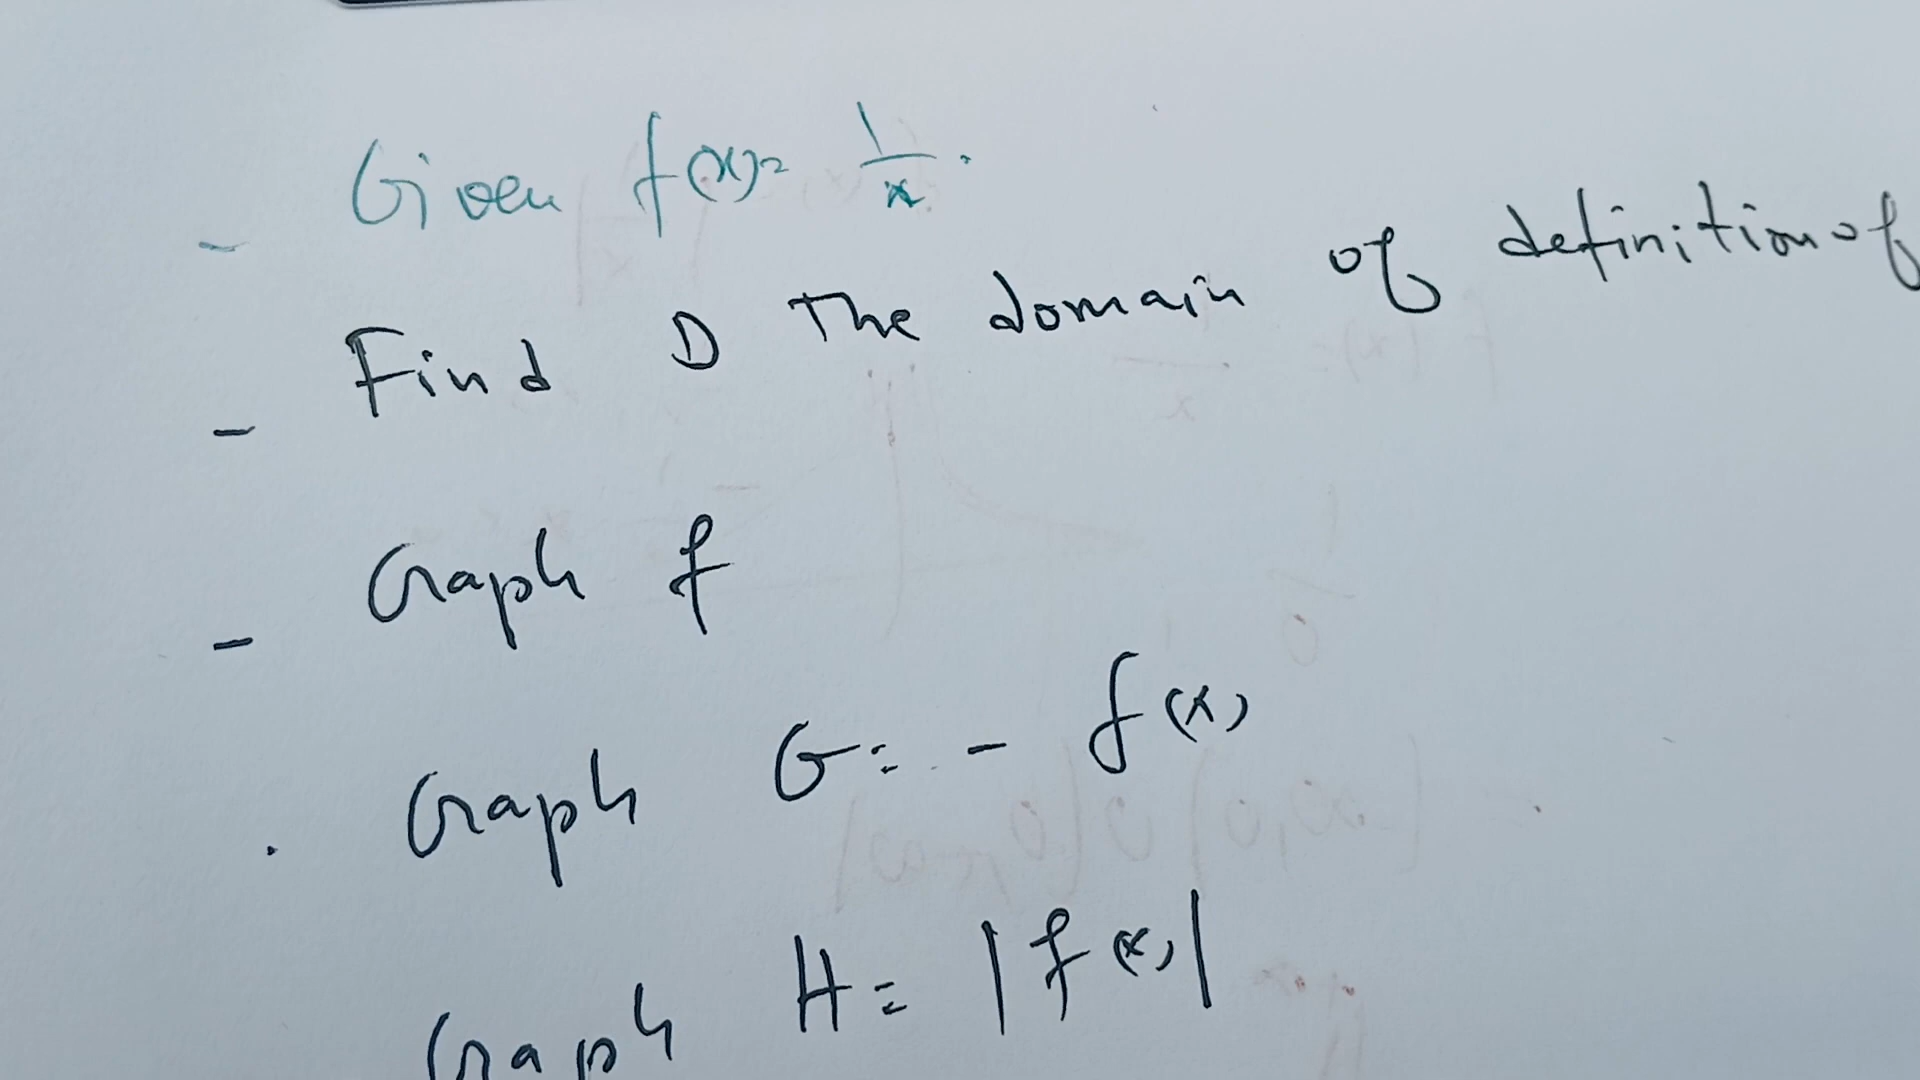 - Given f(x)= 1/x.
- Find D The domain of definition of
- Graph f
. Graph G= - f(x)
Graph H= |f(x)|